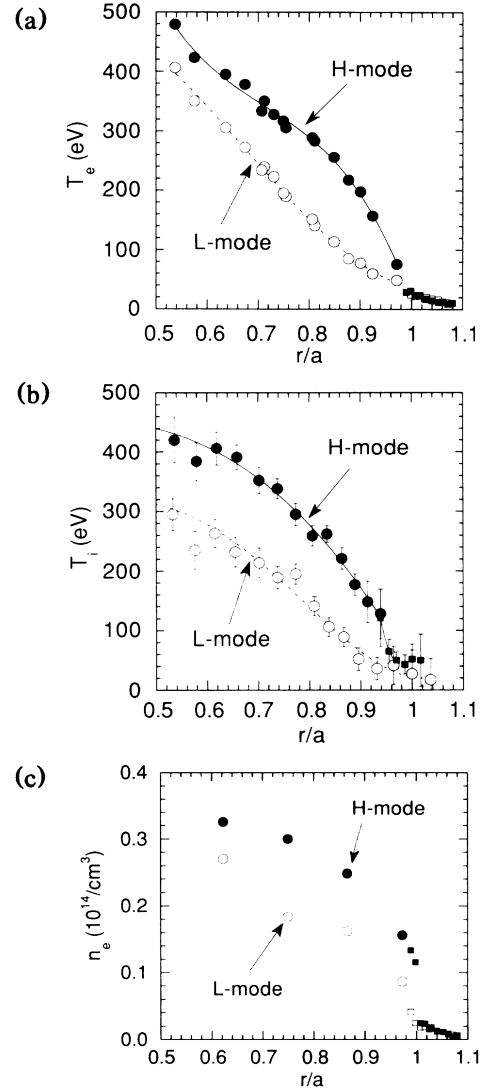 (a)
500
400
300
200
100
0
T_e (eV)
H-mode
L-mode
0.5 0.6 0.7 0.8 0.9 1 1.1
r/a
(b)
500
400
300
200
100
0
T_i (eV)
H-mode
L-mode
0.5 0.6 0.7 0.8 0.9 1 1.1
r/a
(c)
0.4
0.3
0.2
0.1
0.0
n_e (10^14/cm^3)
H-mode
L-mode
0.5 0.6 0.7 0.8 0.9 1 1.1
r/a